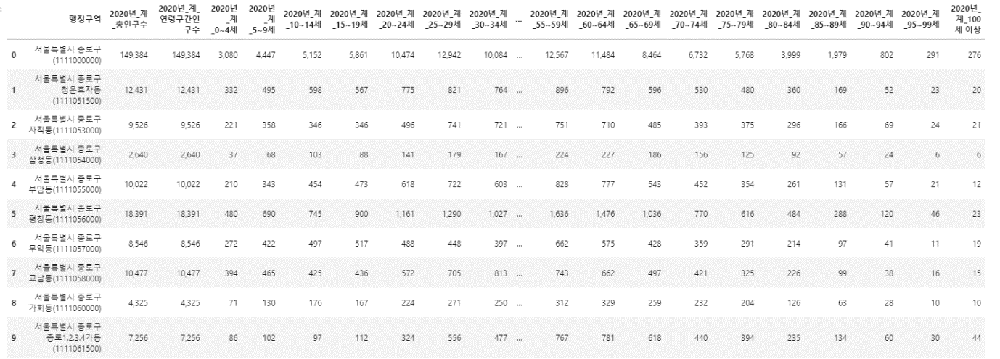 행정구역 2020년_계_총인구수 2020년_계_연령구간인구수 2020년_계_0~4세 2020년_계_5~9세 2020년_계_10~14세 2020년_계_15~19세 2020년_계_20~24세 2020년_계_25~29세 2020년_계_30~34세 ... 2020년_계_55~59세 2020년_계_60~64세 2020년_계_65~69세 2020년_계_70~74세 2020년_계_75~79세 2020년_계_80~84세 2020년_계_85~89세 2020년_계_90~94세 2020년_계_95~99세 2020년_계_100세 이상
0 서울특별시 종로구 (1111000000) 149,384 149,384 3,080 4,447 5,152 5,861 10,474 12,942 10,084 ... 12,567 11,484 8,464 6,732 5,768 3,999 1,979 802 291 276
1 서울특별시 종로구 청운효자동 (1111051500) 12,431 12,431 332 495 598 567 775 821 764 ... 896 792 596 530 480 360 169 52 23 20
2 서울특별시 종로구 사직동(1111053000) 9,526 9,526 221 358 346 346 496 741 721 ... 751 710 485 393 375 296 166 69 24 21
3 서울특별시 종로구 삼청동(1111054000) 2,640 2,640 37 68 103 88 141 179 167 ... 224 227 186 156 125 92 57 24 6 6
4 서울특별시 종로구 부암동(1111055000) 10,022 10,022 210 343 454 473 618 722 603 ... 828 777 543 452 354 261 131 57 21 12
5 서울특별시 종로구 평창동(1111056000) 18,391 18,391 480 690 745 900 1,161 1,290 1,027 ... 1,636 1,476 1,036 770 616 484 288 120 46 23
6 서울특별시 종로구 무악동(1111057000) 8,546 8,546 272 422 497 517 488 448 397 ... 662 575 428 359 291 214 97 41 11 19
7 서울특별시 종로구 교남동(1111058000) 10,477 10,477 394 465 425 436 572 705 813 ... 743 662 497 421 325 226 99 38 16 15
8 서울특별시 종로구 가회동(1111060000) 4,325 4,325 71 130 176 167 224 271 250 ... 312 329 259 232 204 126 63 28 10 10
9 서울특별시 종로구 종로1.2.3.4가동 (1111061500) 7,256 7,256 86 102 97 112 324 556 477 ... 767 781 618 440 394 235 134 60 30 44